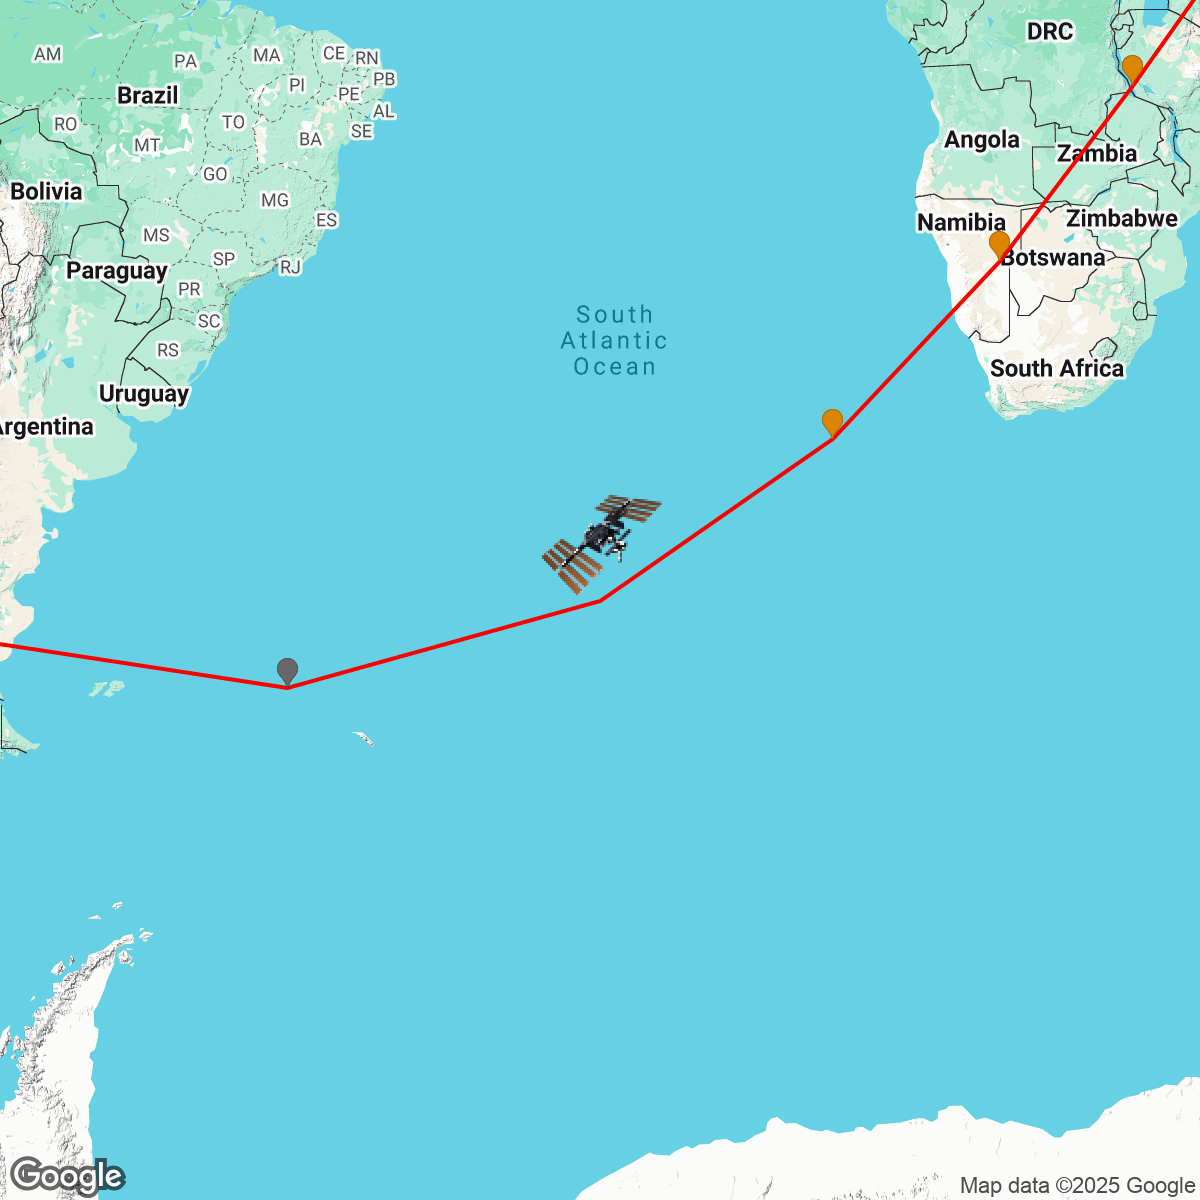 AM
PA
MA
CE
RN
PB
PI
PE
AL
SE
Brazil
RO
TO
BA
MT
GO
Bolivia
MG
ES
MS
SP
RJ
Paraguay
PR
SC
RS
Uruguay
Argentina
South
Atlantic
Ocean
DRC
Angola
Zambia
Namibia
Zimbabwe
Botswana
South Africa
Google
Map data ©2025 Google